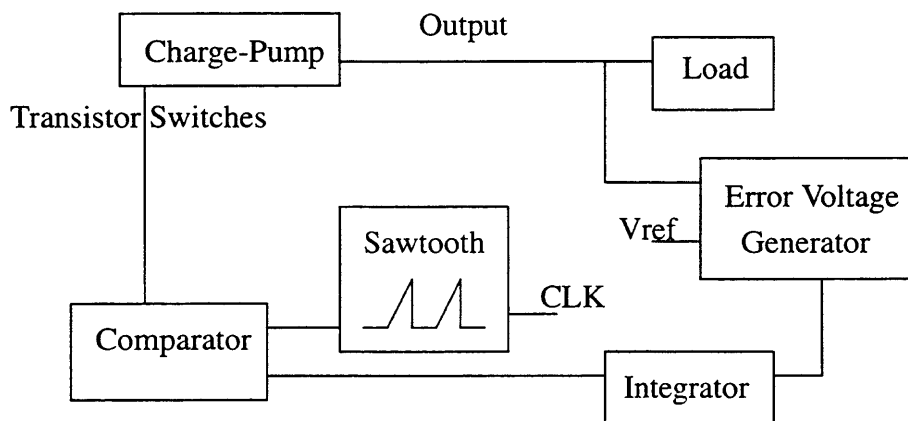 Output
Charge-Pump
Load
Transistor Switches
Error Voltage
Generator
Vref
Sawtooth
CLK
Comparator
Integrator